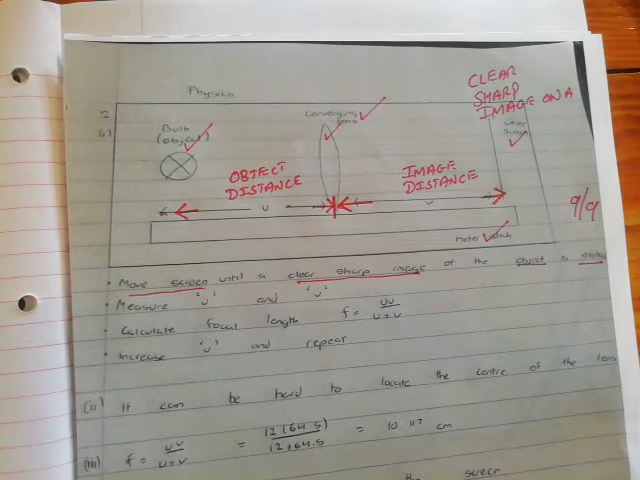 Physics
CLEAR
SHARP
IMAGE ON A
2
(i)
Bulb
(object)
Converging
lens
white
screen
OBJECT
DISTANCE
IMAGE
DISTANCE
u
v
9/9
Meter stick
• Move screen until a clear sharp image of the object is
• Measure 'u' and 'v'
• Calculate focal length f = uv/u+v
• Increase 'u' and repeat
(ii) It can be hard to locate the centre of the lens
(iii) f = uv/u+v = 12(64.5)/12+64.5 = 10.117 cm
the screen